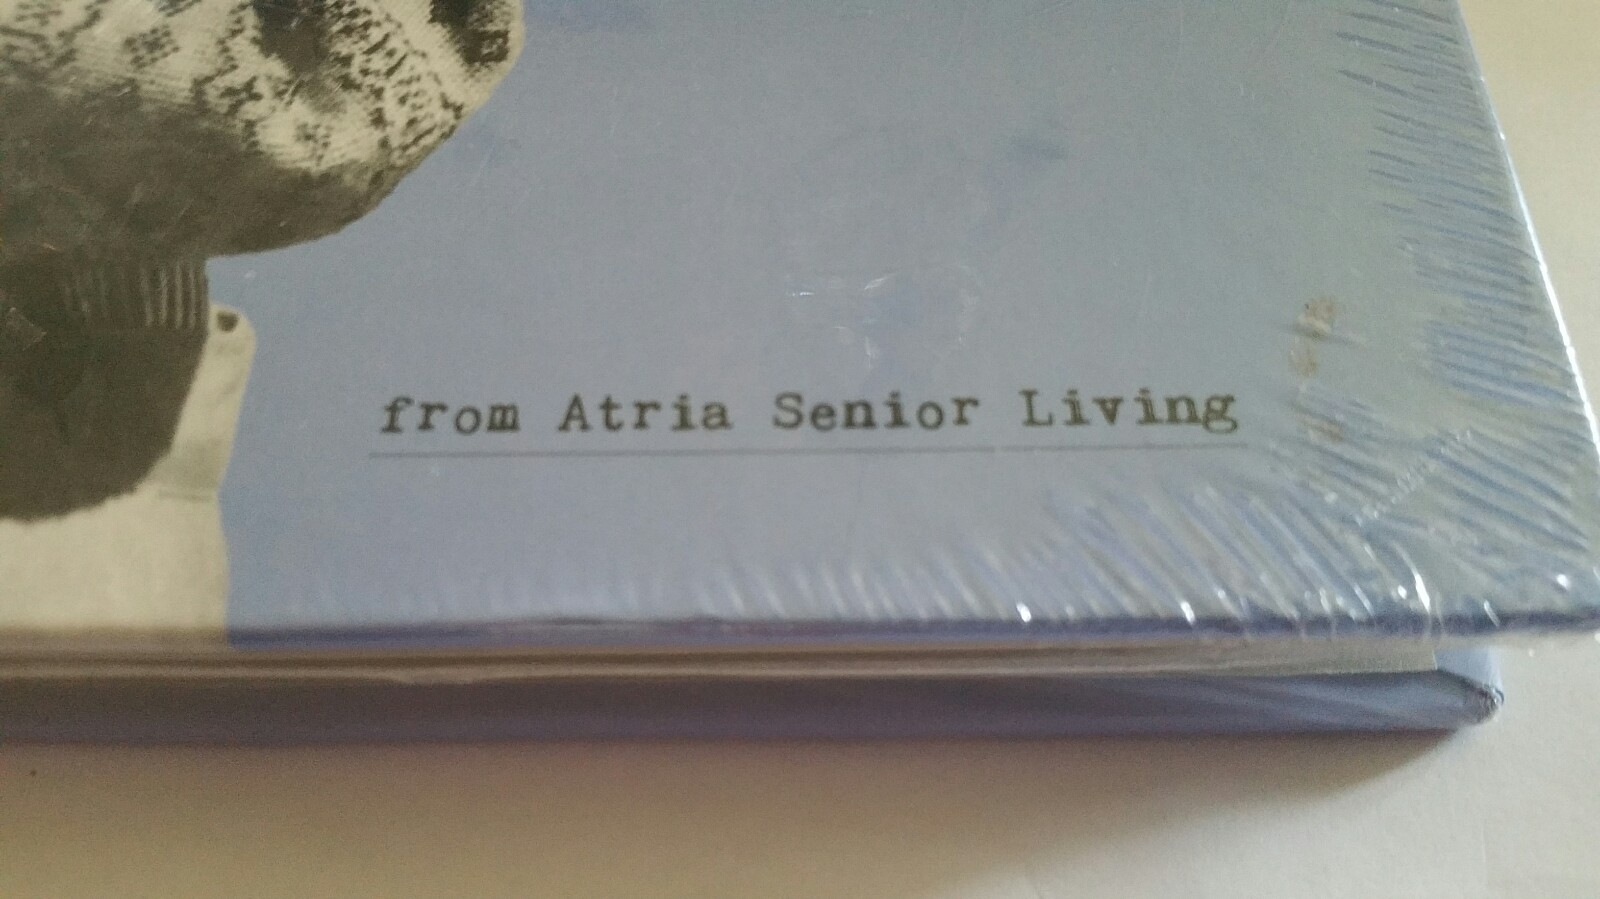 from Atria Senior Living